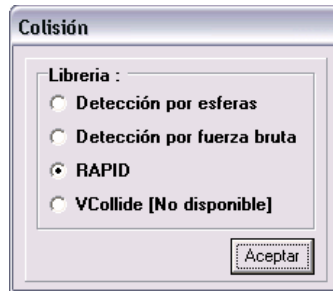 Colisión
Libreria :
Detección por esferas
Detección por fuerza bruta
RAPID
VCollide [No disponible]
Aceptar